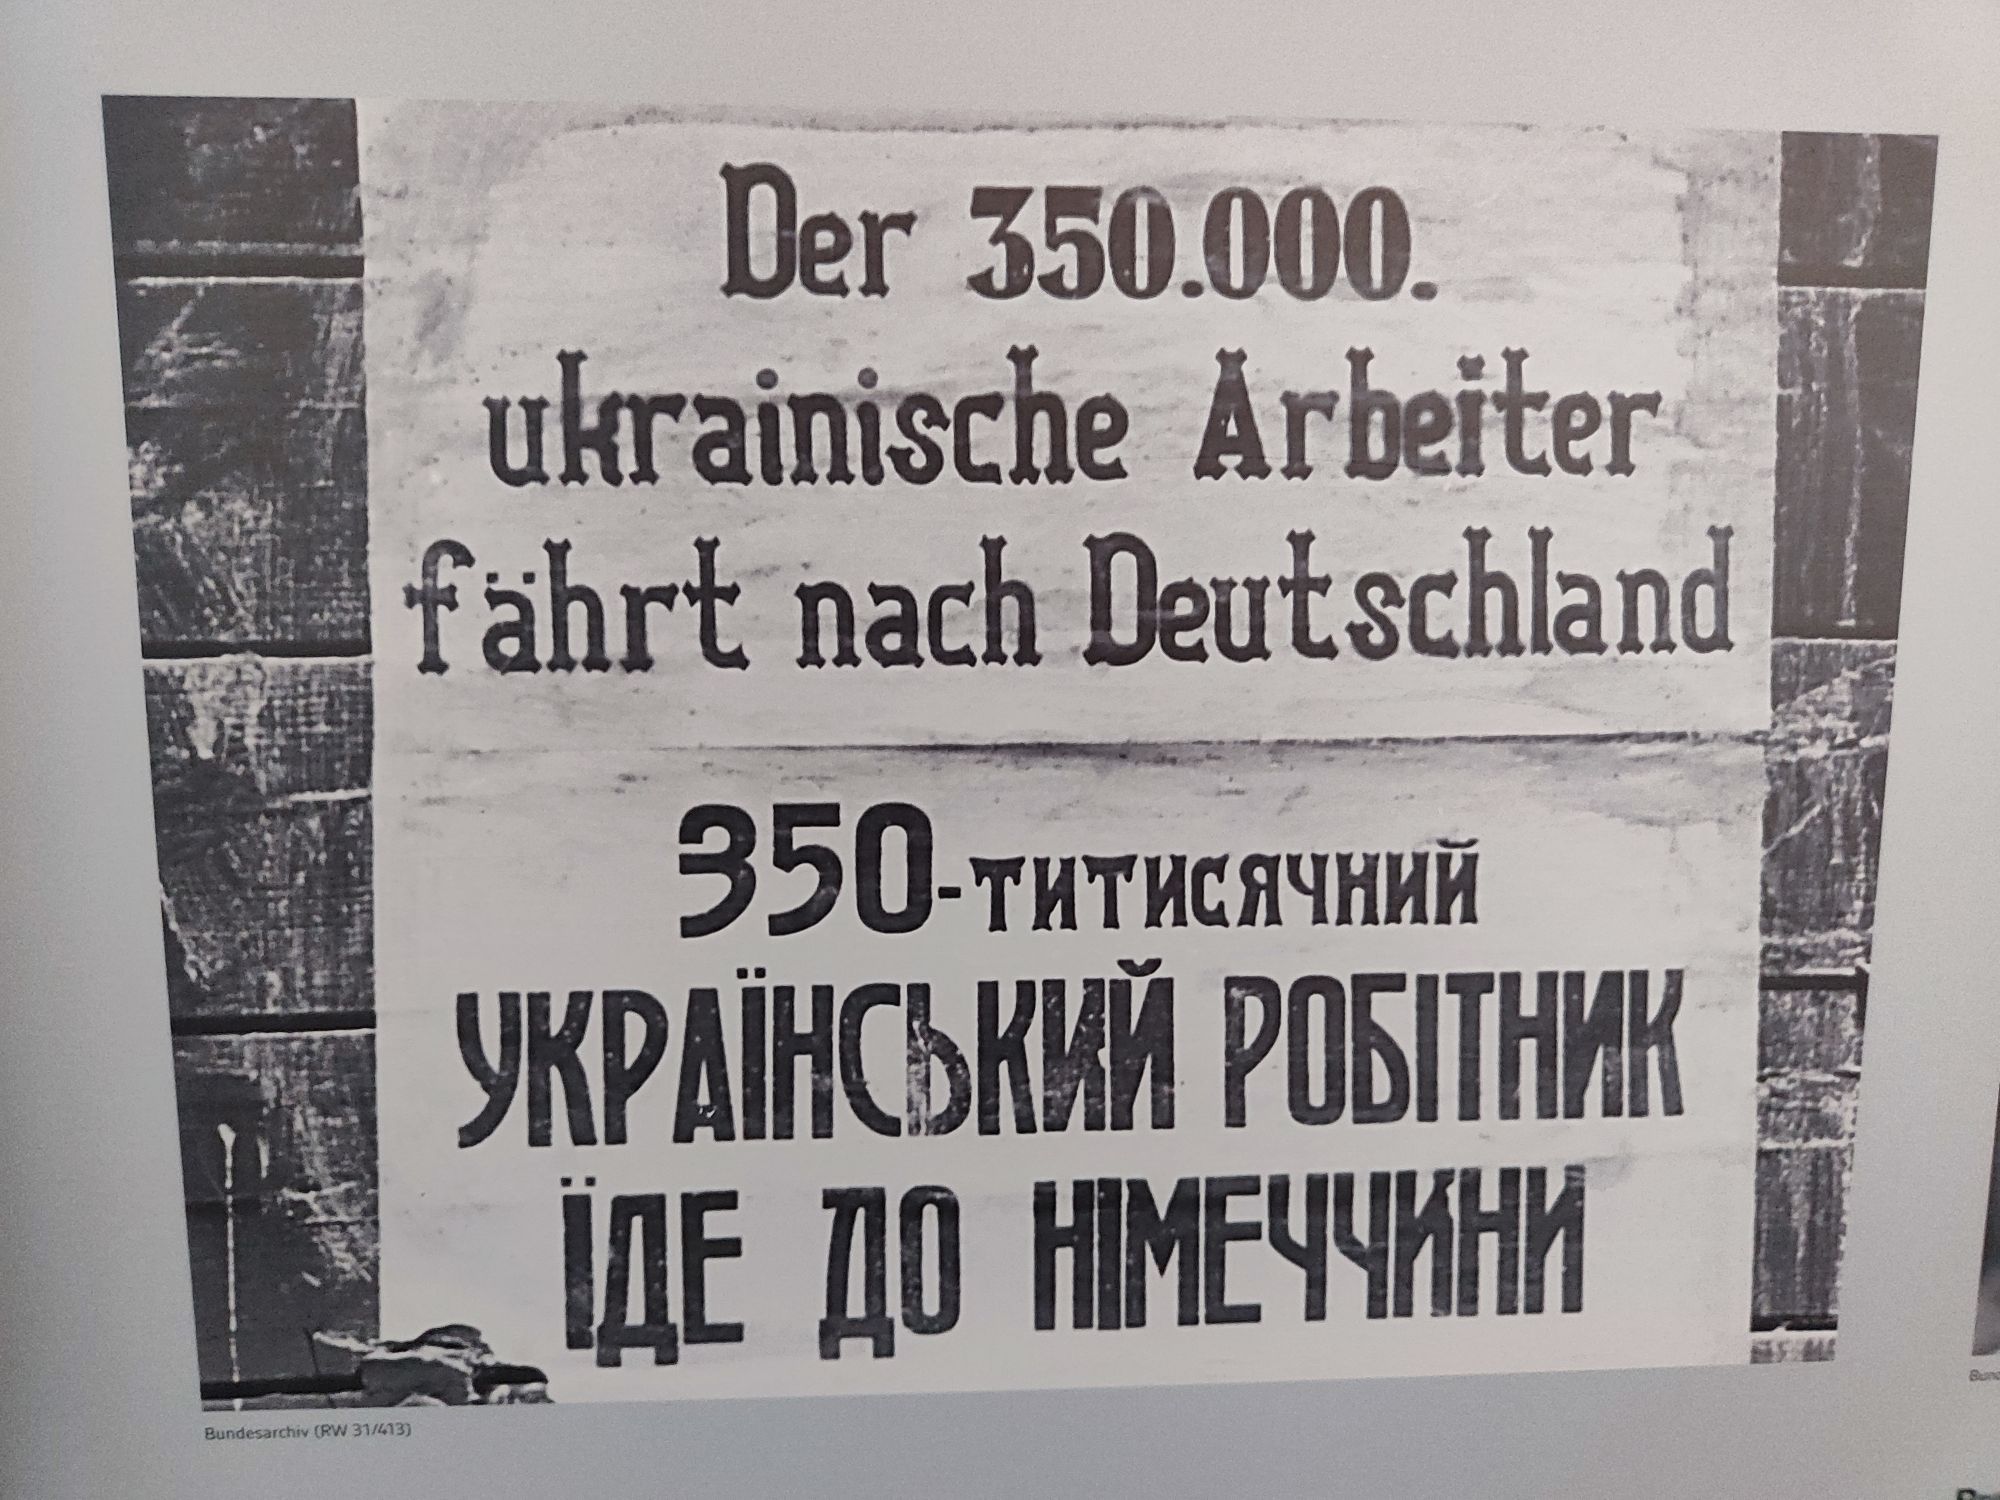 Der 350.000.
ukrainische Arbeiter
fährt nach Deutschland
350-титисячний
УКРАЇНСЬКИЙ РОБІТНИК
ЇДЕ ДО НІМЕЧЧИНИ
Bundesarchiv (RW 31/413)